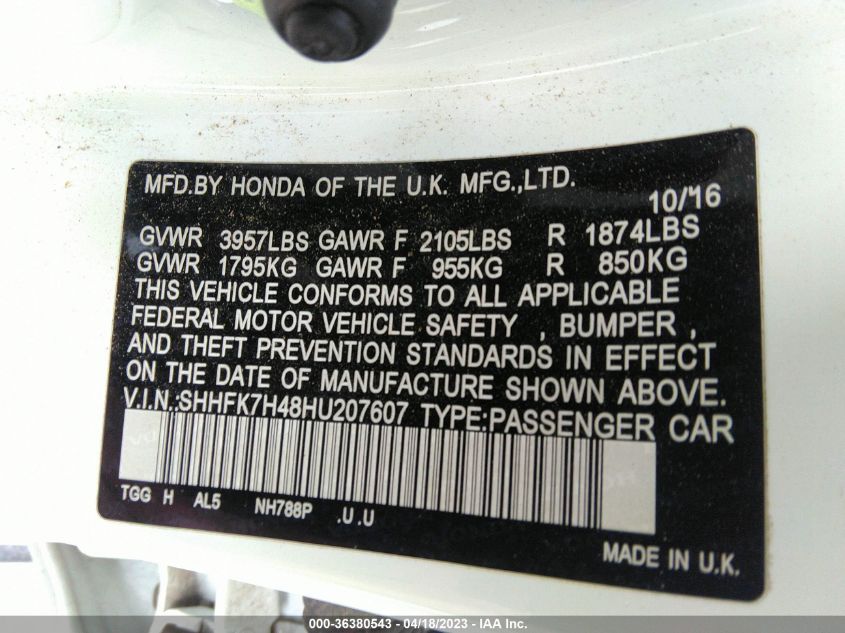 MFD.BY HONDA OF THE U.K. MFG.,LTD.
10/16
GVWR 3957LBS GAWR F 2105LBS R 1874LBS
GVWR 1795KG GAWR F 955KG R 850KG
THIS VEHICLE CONFORMS TO ALL APPLICABLE
FEDERAL MOTOR VEHICLE SAFETY , BUMPER ,
AND THEFT PREVENTION STANDARDS IN EFFECT
ON THE DATE OF MANUFACTURE SHOWN ABOVE.
V.I.N.:SHHFK7H48HU207607 TYPE:PASSENGER CAR
TGG H AL5 NH788P .U.U
MADE IN U.K.
000-36380543 - 04/18/2023 - IAA Inc.